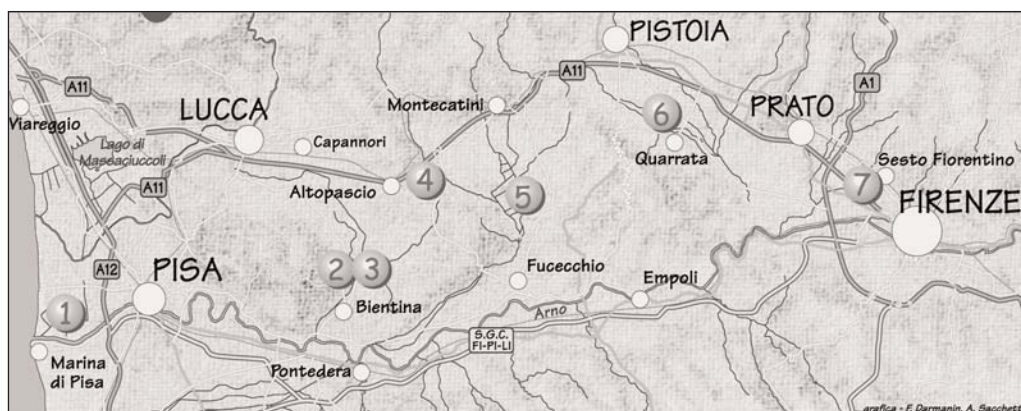 PISTOIA
A11
A1
A11
Montecatini
LUCCA
PRATO
6
Viareggio
Capannori
Quarrata
Lago di
Massaciuccoli
Sesto Fiorentino
Altopascio
4
7
A11
5
FIRENZE
A12
PISA
2
3
Fucecchio
Empoli
1
Bientina
Arno
S.G.C.
FI-PI-LI
Marina
di Pisa
Pontedera
grafica - F. Darmanin, A. Sacchetti